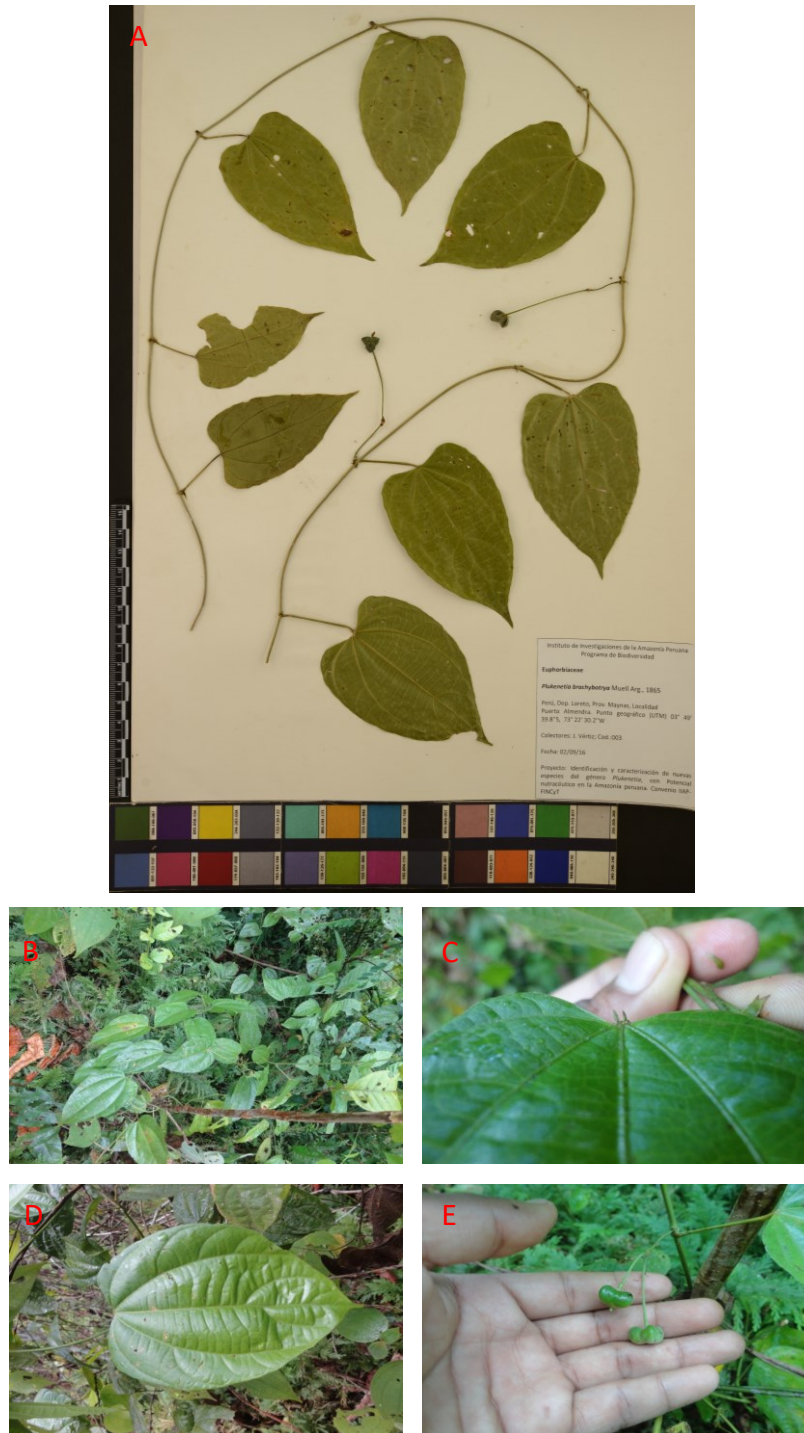 A
Instituto de Investigaciones de la Amazonía Peruana
Programa de Biodiversidad
Euphorbiaceae
Plukenetia brachybotrya Muell Arg., 1865
Perú, Dep. Loreto, Prov. Maynas, Localidad
Puerto Almendra. Punto geográfico (UTM) 03° 49'
39.8"S, 73° 22' 30.2"W
Colectores: J. Vértiz; Cod. 003
Fecha: 02/09/16
Proyecto: Identificación y caracterización de nuevas
especies del género Plukenetia, con Potencial
nutracéutico en la Amazonía peruana. Convenio IIAP-
FINCyT
B
C
D
E